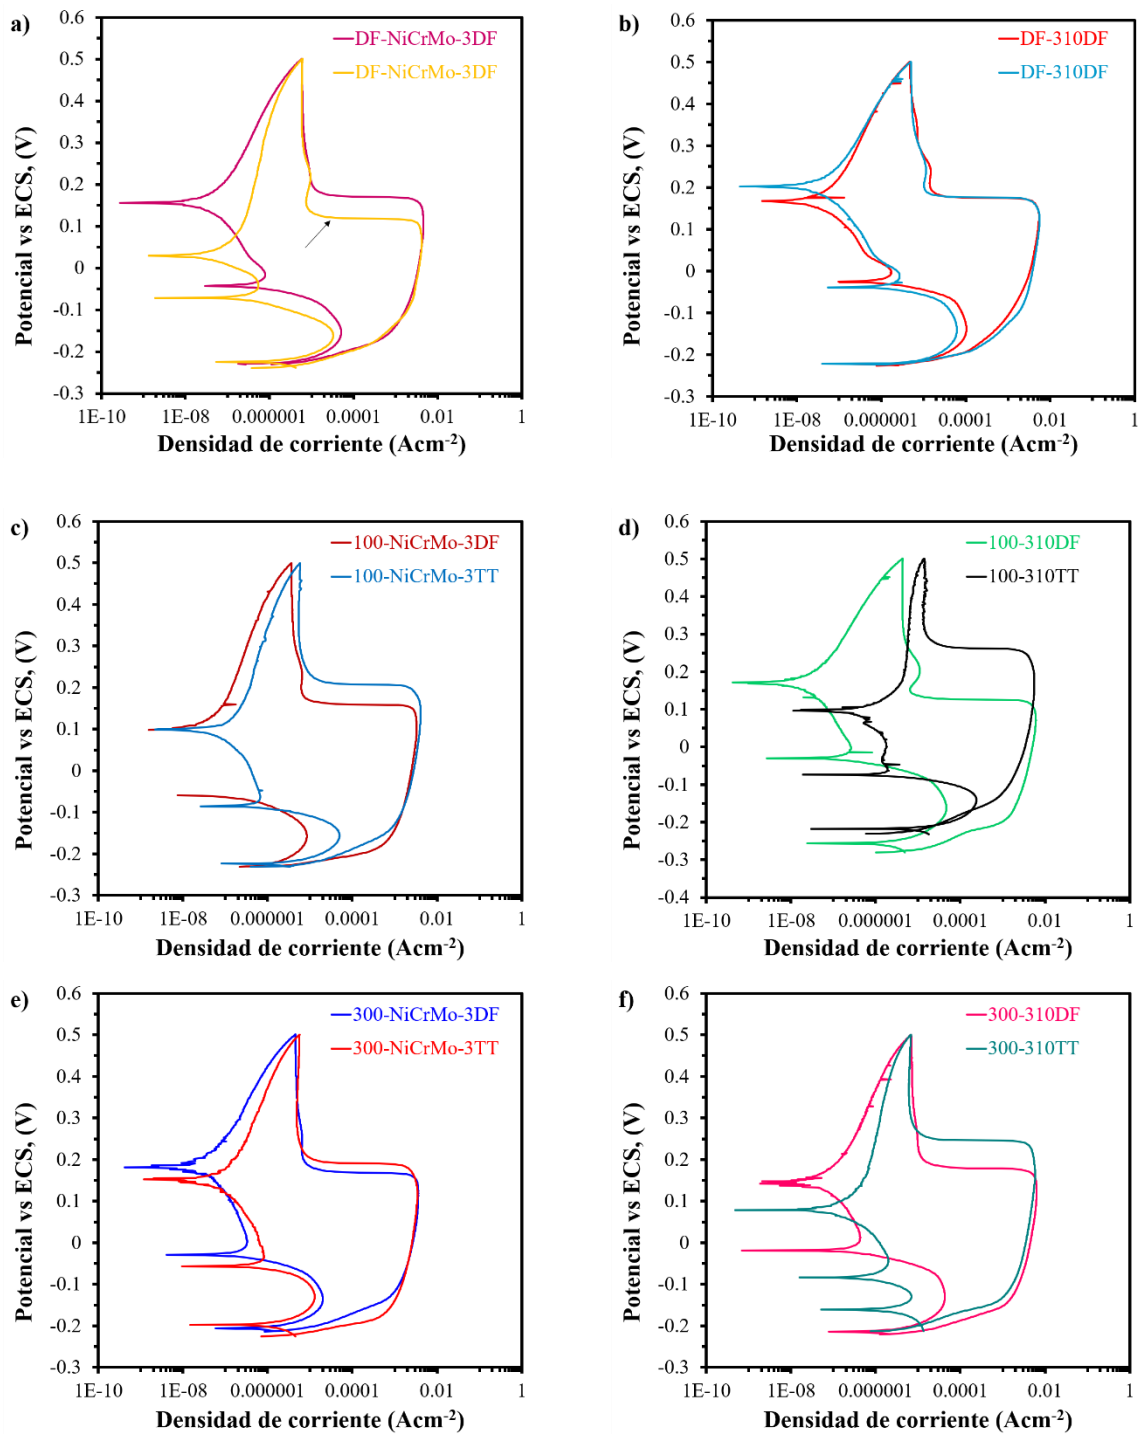 a)
0.6
0.5
0.4
0.3
0.2
0.1
0
-0.1
-0.2
-0.3
Potencial vs ECS, (V)
DF-NiCrMo-3DF
DF-NiCrMo-3DF
1E-10 1E-08 0.000001 0.0001 0.01 1
Densidad de corriente (Acm-2)
b)
0.6
0.5
0.4
0.3
0.2
0.1
0
-0.1
-0.2
-0.3
Potencial vs ECS, (V)
DF-310DF
DF-310DF
1E-10 1E-08 0.000001 0.0001 0.01 1
Densidad de corriente (Acm-2)
c)
0.6
0.5
0.4
0.3
0.2
0.1
0
-0.1
-0.2
-0.3
Potencial vs ECS, (V)
100-NiCrMo-3DF
100-NiCrMo-3TT
1E-10 1E-08 0.000001 0.0001 0.01 1
Densidad de corriente (Acm-2)
d)
0.6
0.5
0.4
0.3
0.2
0.1
0
-0.1
-0.2
-0.3
-0.4
Potencial vs ECS, (V)
100-310DF
100-310TT
1E-10 1E-08 0.000001 0.0001 0.01 1
Densidad de corriente (Acm-2)
e)
0.6
0.5
0.4
0.3
0.2
0.1
0
-0.1
-0.2
-0.3
Potencial vs ECS, (V)
300-NiCrMo-3DF
300-NiCrMo-3TT
1E-10 1E-08 0.000001 0.0001 0.01 1
Densidad de corriente (Acm-2)
f)
0.6
0.5
0.4
0.3
0.2
0.1
0
-0.1
-0.2
-0.3
Potencial vs ECS, (V)
300-310DF
300-310TT
1E-10 1E-08 0.000001 0.0001 0.01 1
Densidad de corriente (Acm-2)